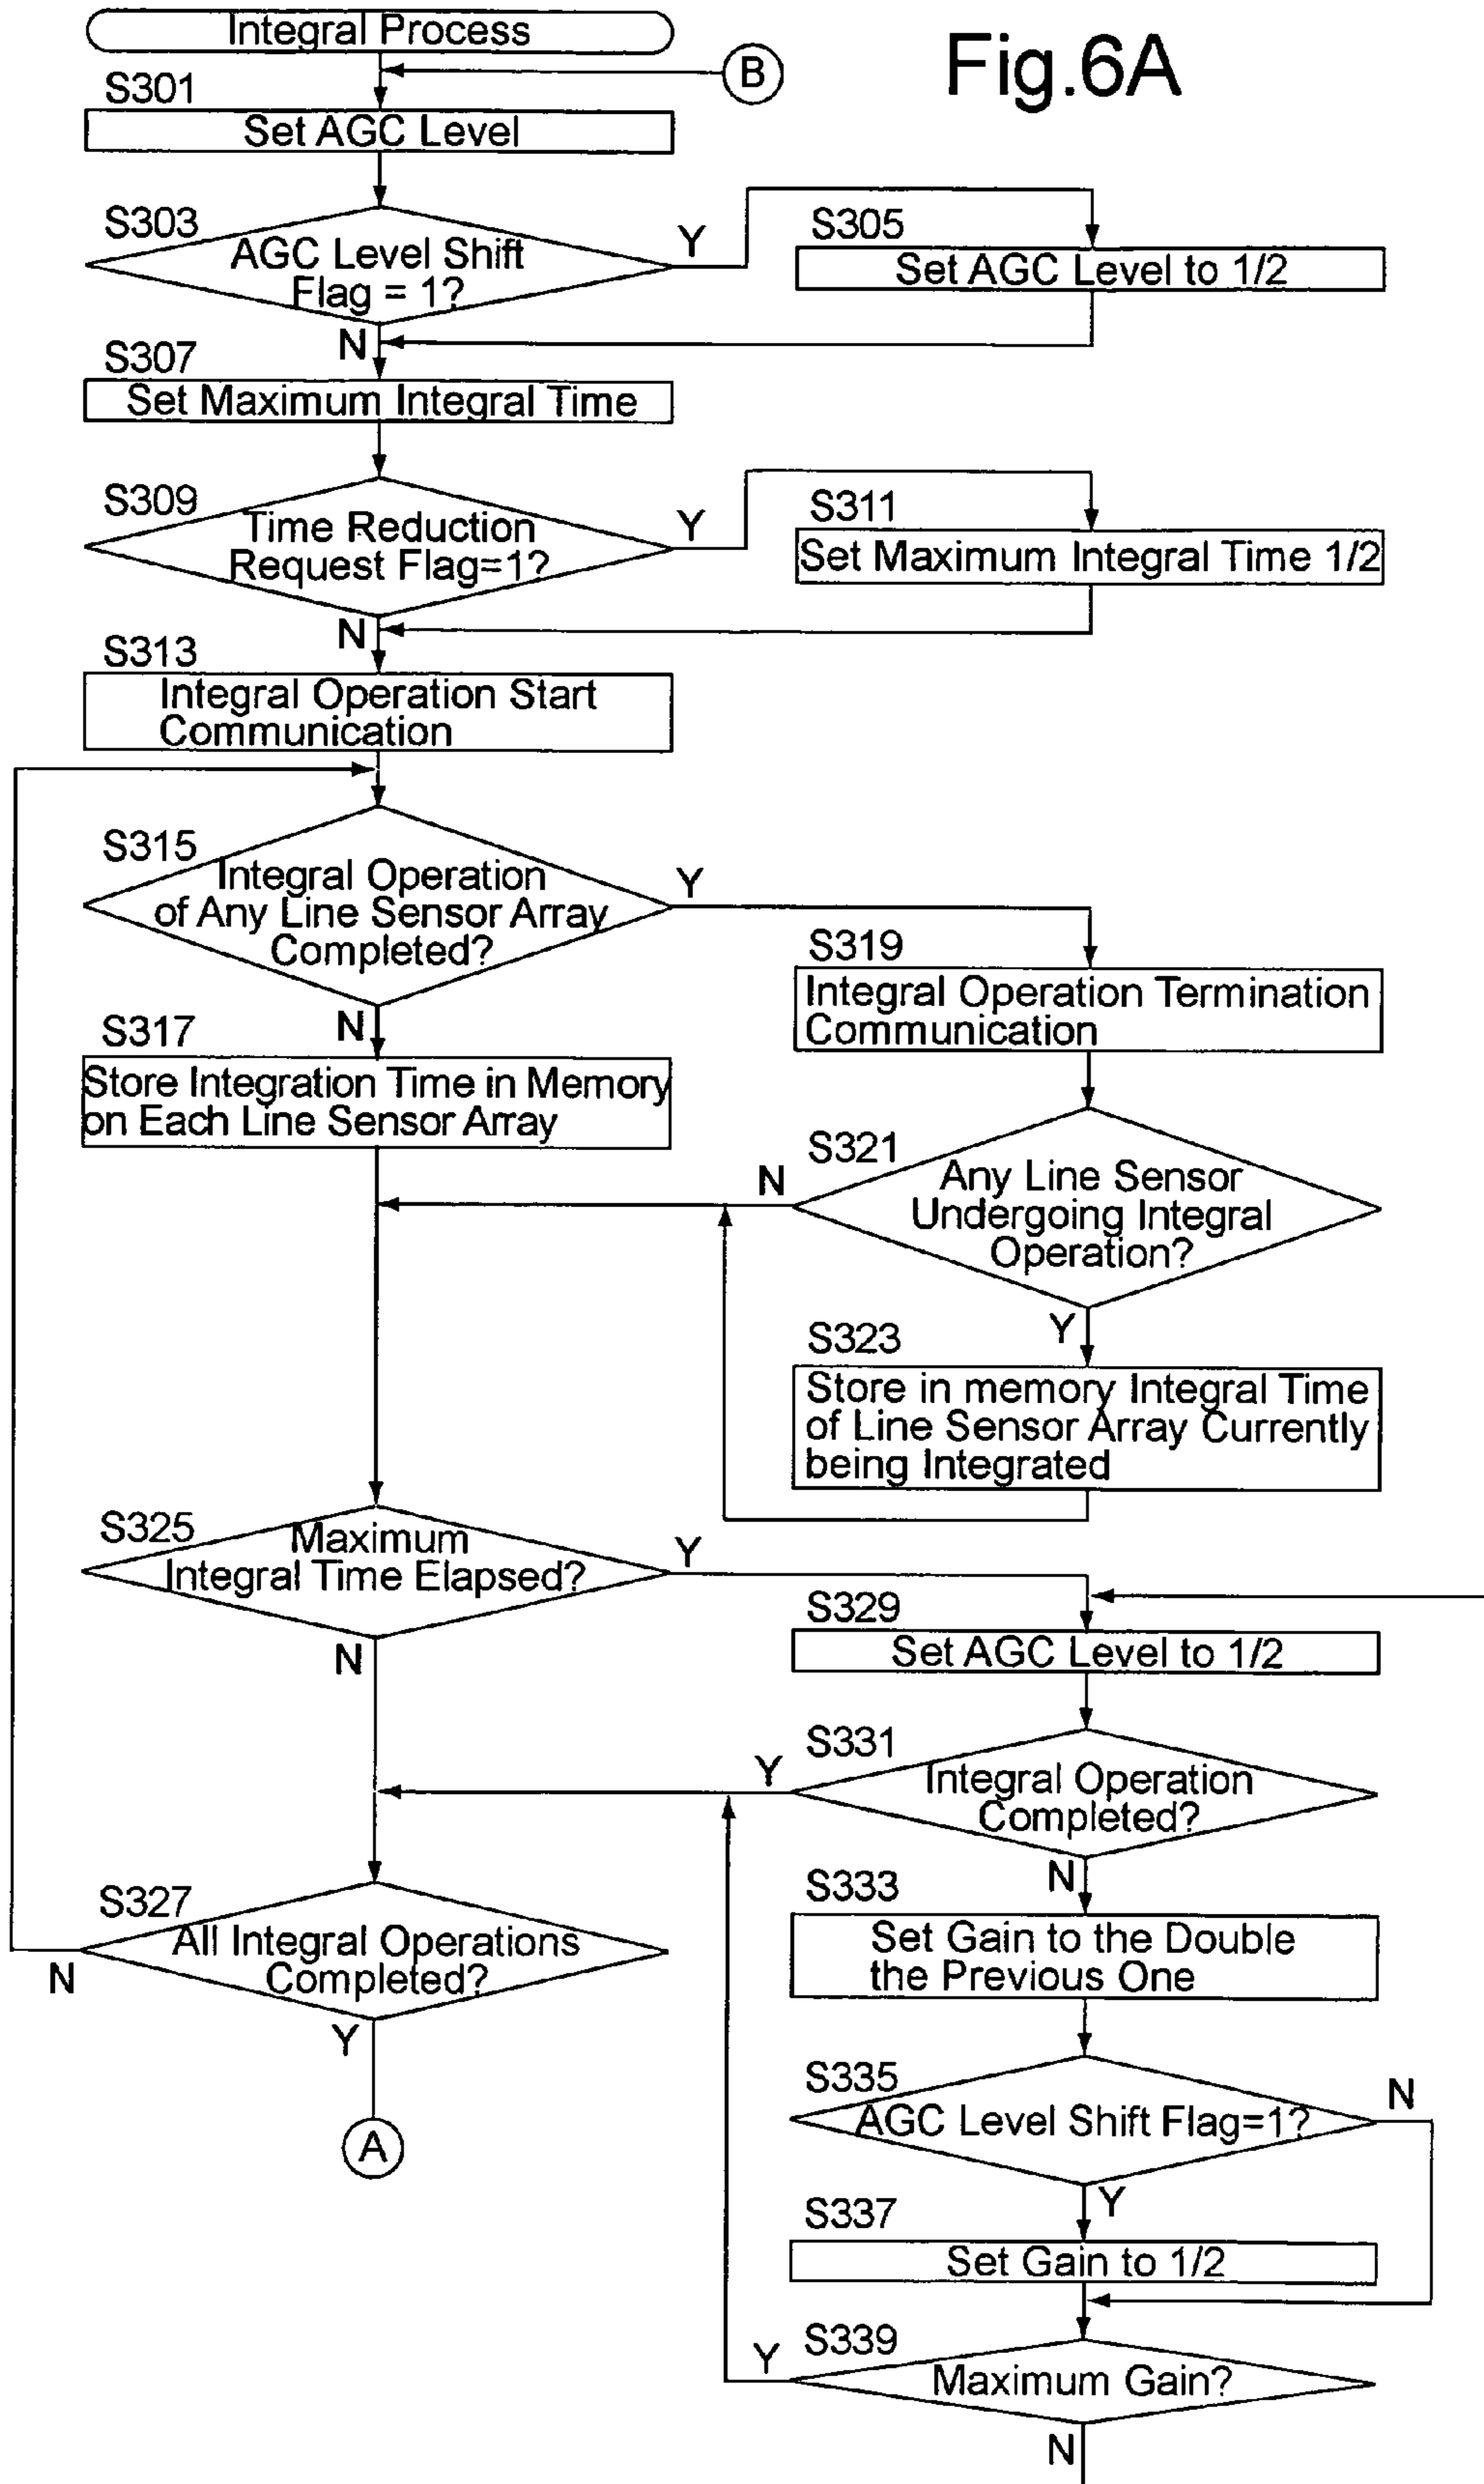 Integral Process
B
Fig.6A
S301
Set AGC Level
S303
AGC Level Shift
Flag = 1?
Y
N
S305
Set AGC Level to 1/2
S307
Set Maximum Integral Time
S309
Time Reduction
Request Flag=1?
Y
N
S311
Set Maximum Integral Time 1/2
S313
Integral Operation Start
Communication
S315
Integral Operation
of Any Line Sensor Array
Completed?
Y
N
S317
Store Integration Time in Memory
on Each Line Sensor Array
S319
Integral Operation Termination
Communication
S321
Any Line Sensor
Undergoing Integral
Operation?
N
Y
S323
Store in memory Integral Time
of Line Sensor Array Currently
being Integrated
S325
Maximum
Integral Time Elapsed?
Y
N
S327
All Integral Operations
Completed?
N
Y
A
S329
Set AGC Level to 1/2
S331
Integral Operation
Completed?
Y
N
S333
Set Gain to the Double
the Previous One
S335
AGC Level Shift Flag=1?
N
Y
S337
Set Gain to 1/2
S339
Maximum Gain?
Y
N